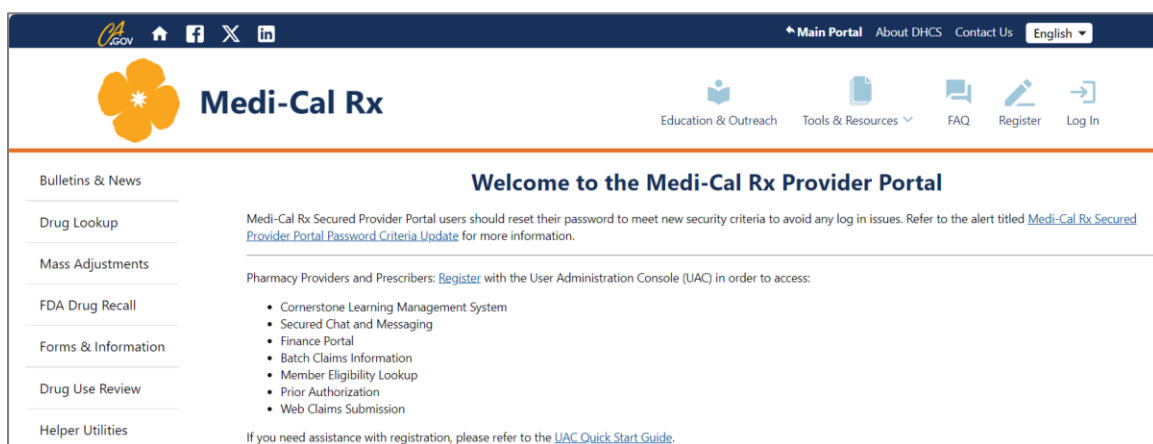 CA.GOV
Main Portal About DHCS Contact Us English
Medi-Cal Rx
Education & Outreach Tools & Resources FAQ Register Log In
Bulletins & News
Drug Lookup
Mass Adjustments
FDA Drug Recall
Forms & Information
Drug Use Review
Helper Utilities
Welcome to the Medi-Cal Rx Provider Portal
Medi-Cal Rx Secured Provider Portal users should reset their password to meet new security criteria to avoid any log in issues. Refer to the alert titled Medi-Cal Rx Secured
Provider Portal Password Criteria Update for more information.
Pharmacy Providers and Prescribers: Register with the User Administration Console (UAC) in order to access:
• Cornerstone Learning Management System
• Secured Chat and Messaging
• Finance Portal
• Batch Claims Information
• Member Eligibility Lookup
• Prior Authorization
• Web Claims Submission
If you need assistance with registration, please refer to the UAC Quick Start Guide.